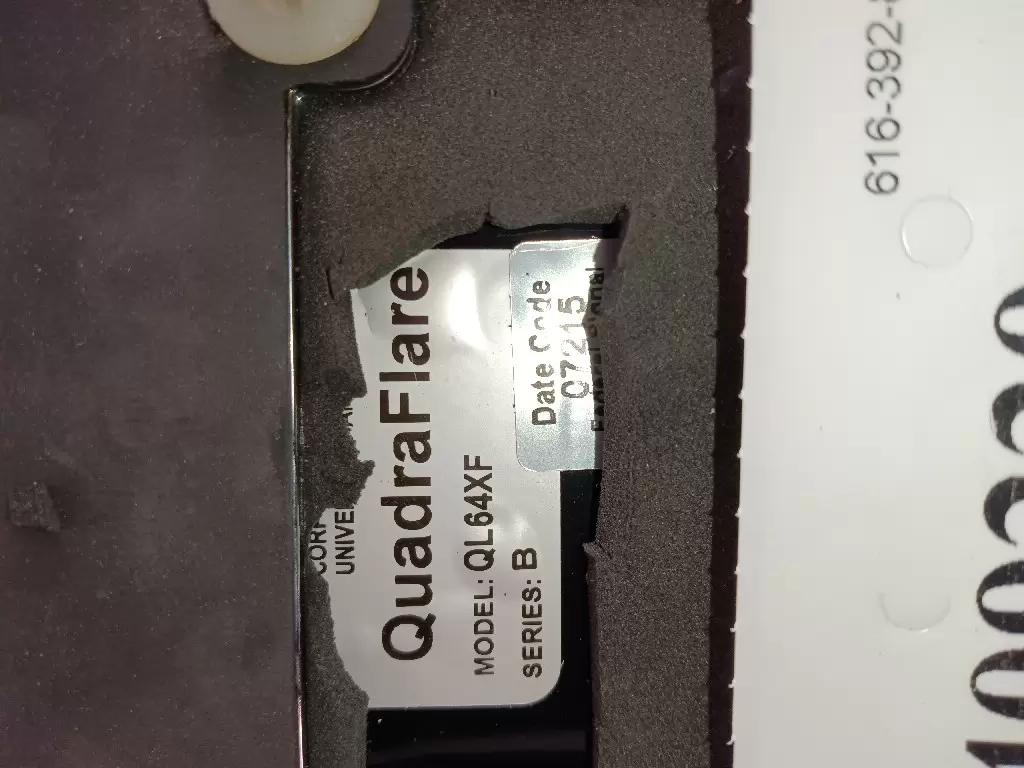 CORP
UNIVE
QuadraFlare
MODEL: QL64XF
SERIES: B
Date Code
07215
616-392-